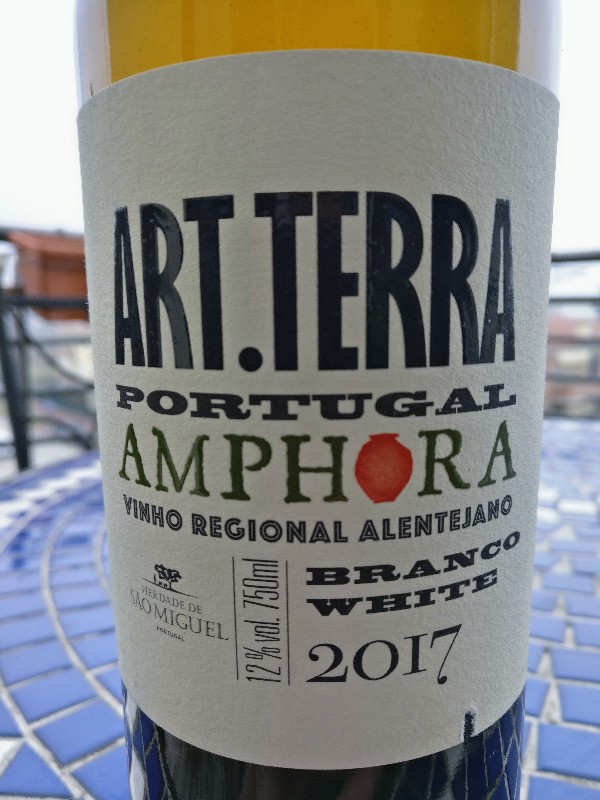 ART.TERRA
PORTUGAL
AMPHORA
VINHO REGIONAL ALENTEJANO
HERDADE DE
SÃO MIGUEL
PORTUGAL
12% vol. 750ml
BRANCO
WHITE
2017